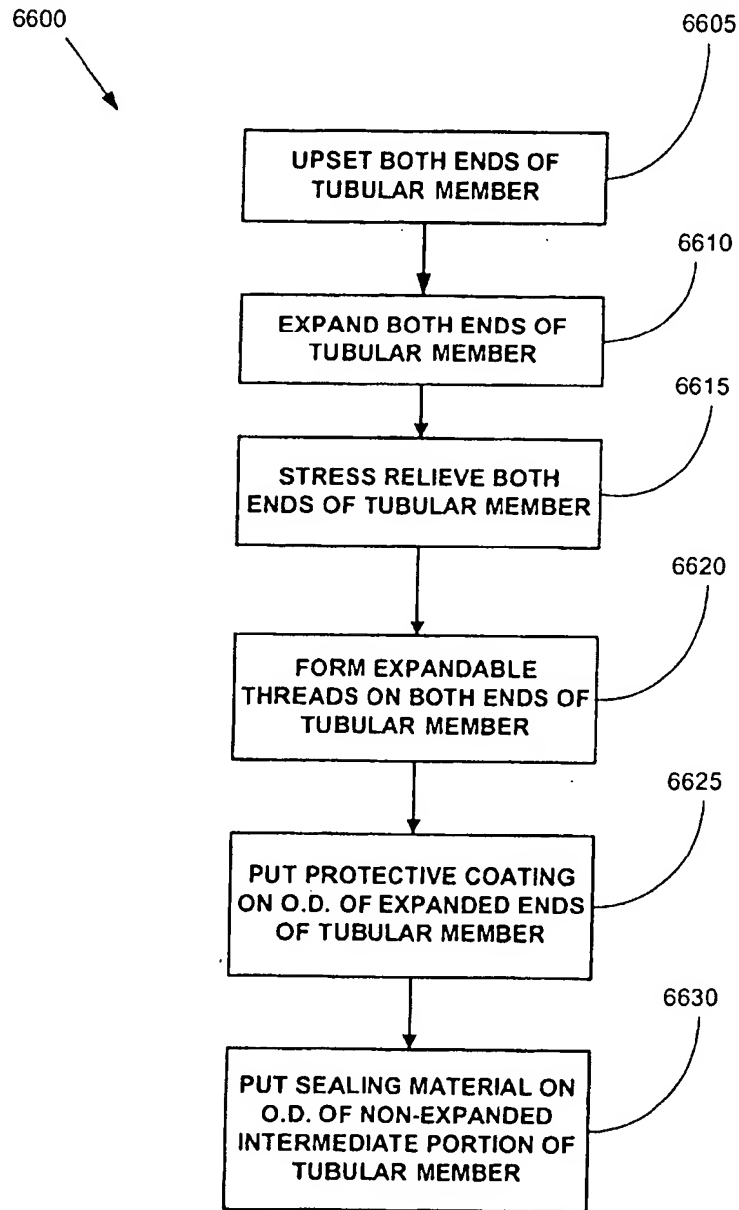 6600
6605
UPSET BOTH ENDS OF
TUBULAR MEMBER
6610
EXPAND BOTH ENDS OF
TUBULAR MEMBER
6615
STRESS RELIEVE BOTH
ENDS OF TUBULAR MEMBER
6620
FORM EXPANDABLE
THREADS ON BOTH ENDS OF
TUBULAR MEMBER
6625
PUT PROTECTIVE COATING
ON O.D. OF EXPANDED ENDS
OF TUBULAR MEMBER
6630
PUT SEALING MATERIAL ON
O.D. OF NON-EXPANDED
INTERMEDIATE PORTION OF
TUBULAR MEMBER